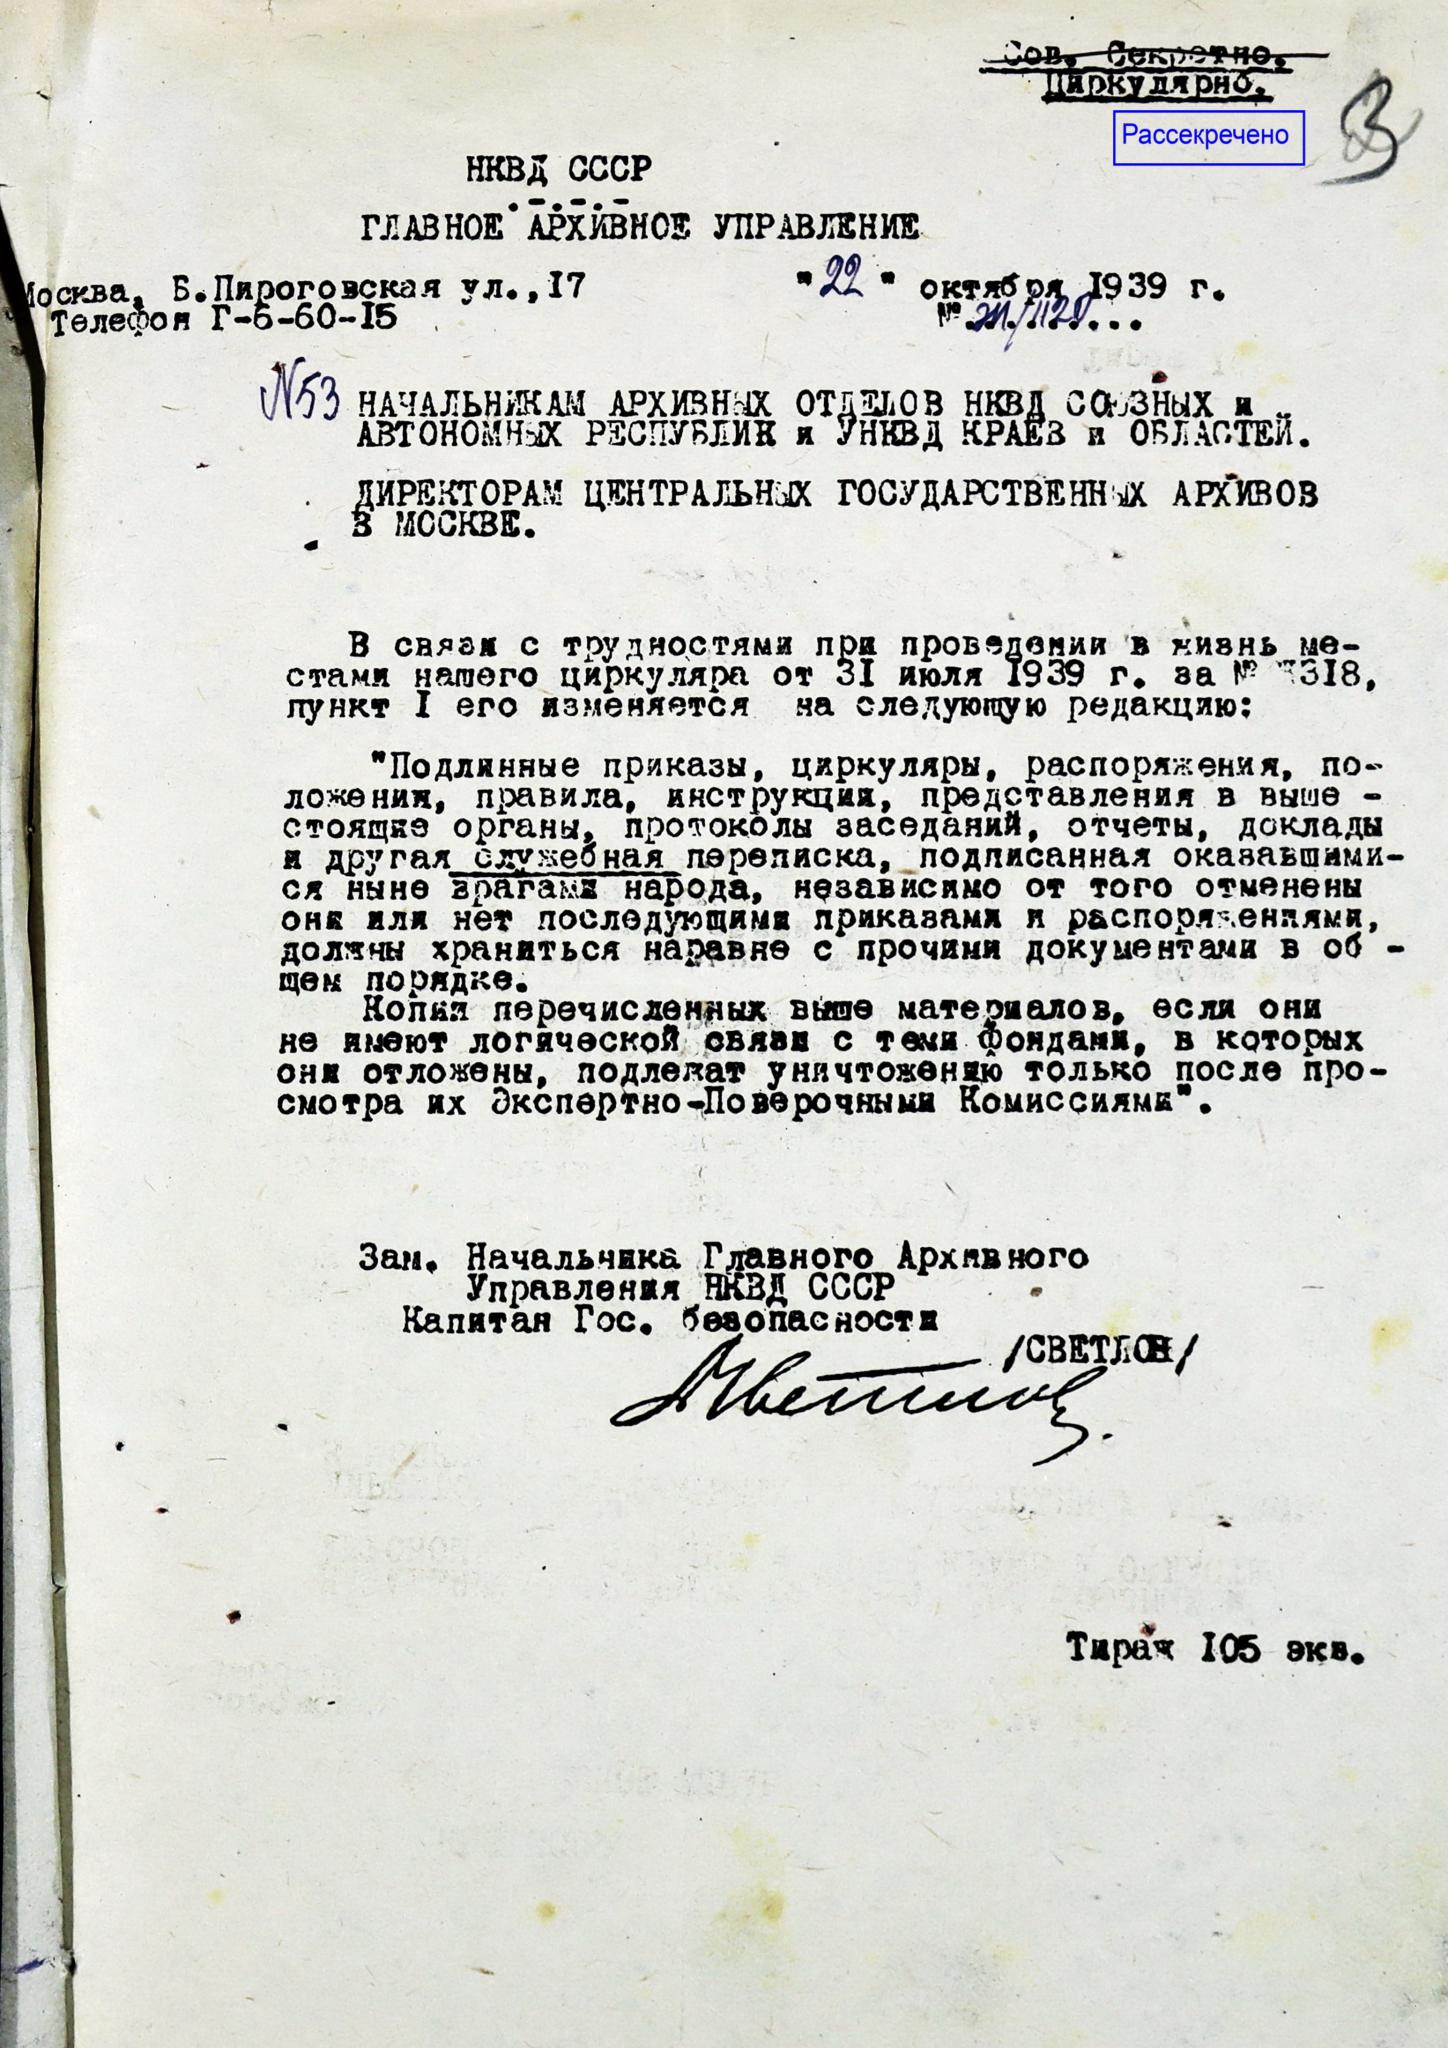 Сов. Секретно.
Циркулярно.
Рассекречено
3
НКВД СССР
ГЛАВНОЕ АРХИВНОЕ УПРАВЛЕНИЕ
Москва, Б.Пироговская ул.,17
"22" октября 1939 г.
Телефон Г-6-60-15
№
N53 НАЧАЛЬНИКАМ АРХИВНЫХ ОТДЕЛОВ НКВД СОЮЗНЫХ и
АВТОНОМНЫХ РЕСПУБЛИК и УНКВД КРАЕВ и ОБЛАСТЕЙ.
ДИРЕКТОРАМ ЦЕНТРАЛЬНЫХ ГОСУДАРСТВЕННЫХ АРХИВОВ
В МОСКВЕ.
В связи с трудностями при проведении в жизнь ме-
стами нашего циркуляра от 31 июля 1939 г. за №
пункт I его изменяется на следующую редакцию:
"Подлинные приказы, циркуляры, распоряжения, по-
ложения, правила, инструкции, представления в выше -
стоящие органы, протоколы заседаний, отчеты, доклады
и другая служебная переписка, подписанная оказавшими-
ся ныне врагами народа, независимо от того отменены
они или нет последующими приказами и распоряжениями,
должны храниться наравне с прочими документами в об -
щем порядке.
Копии перечисленных выше материалов, если они
не имеют логической связи с теми фондами, в которых
они отложены, подлежат уничтожению только после про-
смотра их Экспертно-Поверочными Комиссиями".
Зам. Начальника Главного Архивного
Управления НКВД СССР
Капитан Гос. безопасности
/СВЕТЛОВ/
Тираж 105 экз.